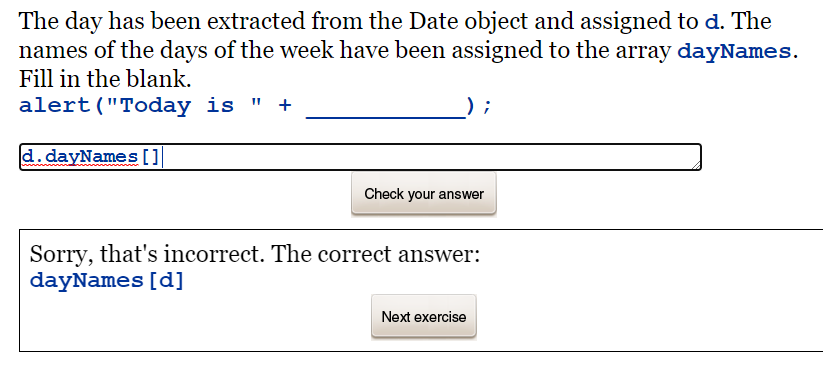 The day has been extracted from the Date object and assigned to d. The
names of the days of the week have been assigned to the array dayNames.
Fill in the blank.
alert("Today is " + ____________);
d.dayNames[]
Check your answer
Sorry, that's incorrect. The correct answer:
dayNames[d]
Next exercise